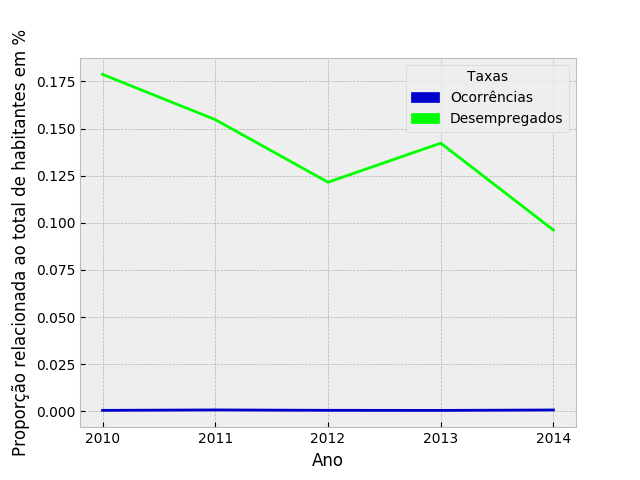 Taxas
Ocorrências
Desempregados
Proporção relacionada ao total de habitantes em %
0.175
0.150
0.125
0.100
0.075
0.050
0.025
0.000
2010 2011 2012 2013 2014
Ano